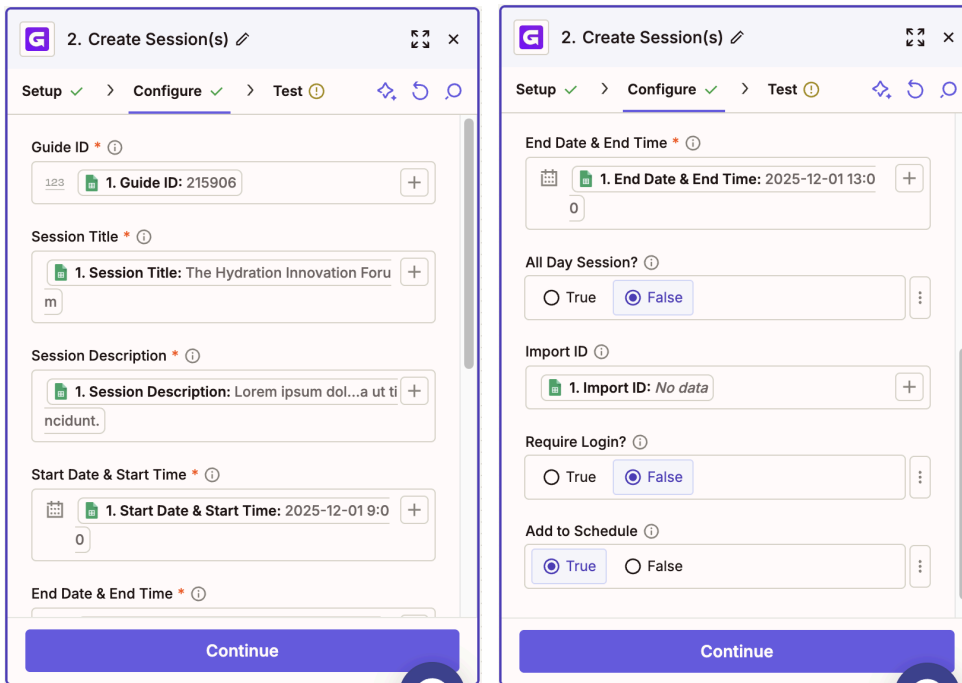 2. Create Session(s)
Setup
Configure
Test
Guide ID *
123
1. Guide ID: 215906
Session Title *
1. Session Title: The Hydration Innovation Foru
m
Session Description *
1. Session Description: Lorem ipsum dol...a ut ti
ncidunt.
Start Date & Start Time *
1. Start Date & Start Time: 2025-12-01 9:0
0
End Date & End Time *
Continue
2. Create Session(s)
Setup
Configure
Test
End Date & End Time *
1. End Date & End Time: 2025-12-01 13:0
0
All Day Session?
True
False
Import ID
1. Import ID: No data
Require Login?
True
False
Add to Schedule
True
False
Continue